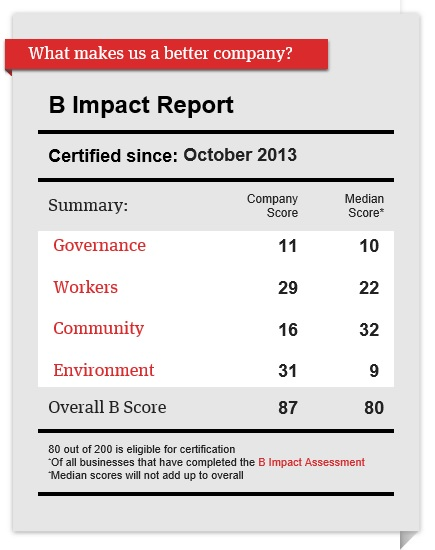 What makes us a better company?
B Impact Report
Certified since: October 2013
Summary: Company Score Median Score*
Governance 11 10
Workers 29 22
Community 16 32
Environment 31 9
Overall B Score 87 80
80 out of 200 is eligible for certification
*Of all businesses that have completed the B Impact Assessment
*Median scores will not add up to overall